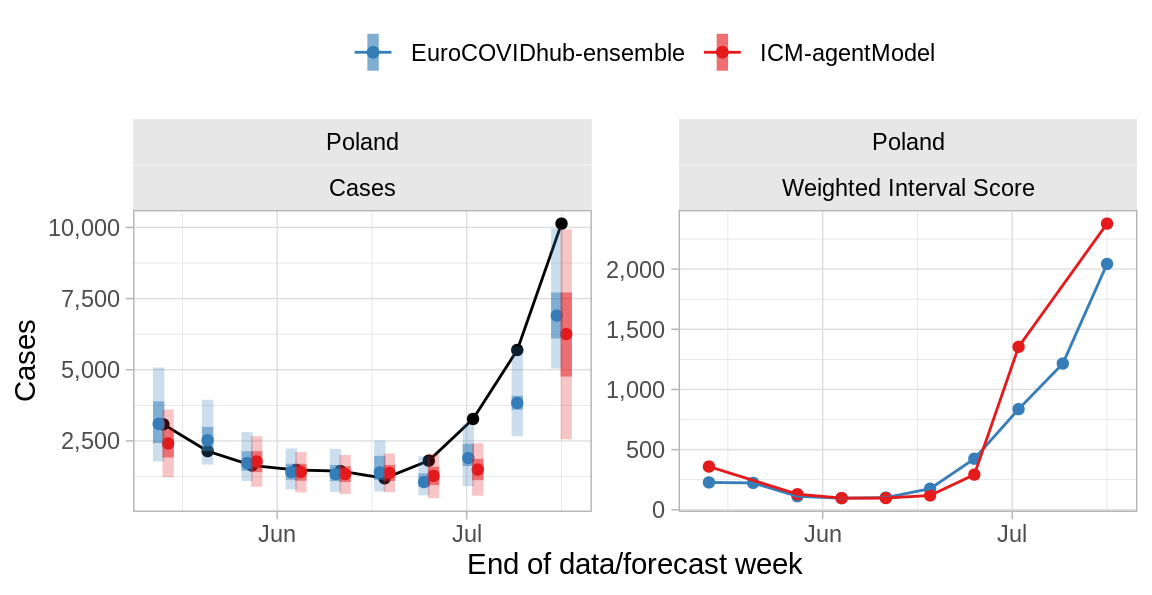 EuroCOVIDhub-ensemble ICM-agentModel
Poland Poland
Cases Weighted Interval Score
Cases
10,000
7,500
5,000
2,500
2,000
1,500
1,000
500
0
Jun Jul Jun Jul
End of data/forecast week